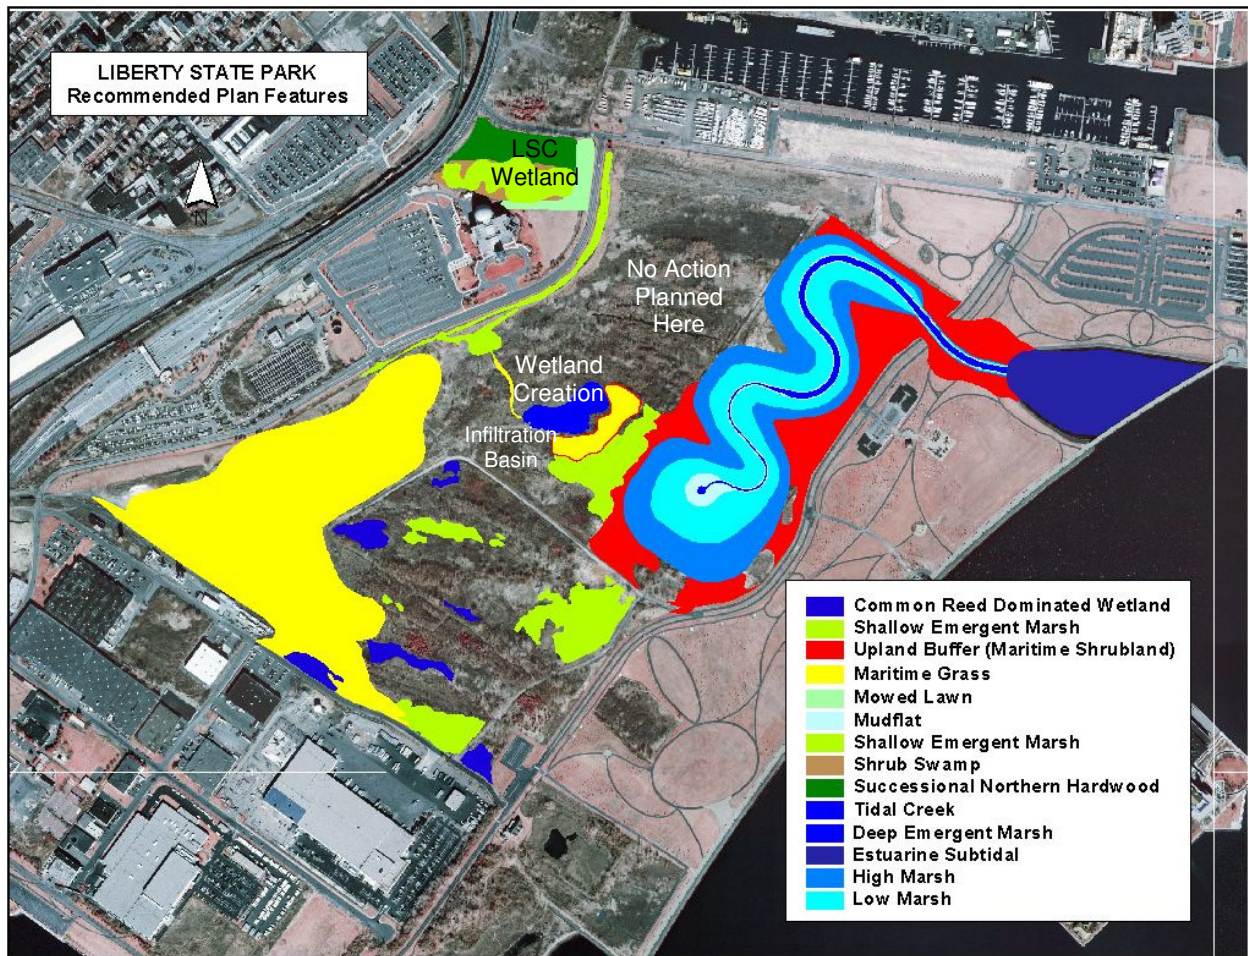 LIBERTY STATE PARK
Recommended Plan Features
N
LSC
Wetland
No Action
Planned
Here
Wetland
Creation
Infiltration
Basin
Common Reed Dominated Wetland
Shallow Emergent Marsh
Upland Buffer (Maritime Shrubland)
Maritime Grass
Mowed Lawn
Mudflat
Shallow Emergent Marsh
Shrub Swamp
Successional Northern Hardwood
Tidal Creek
Deep Emergent Marsh
Estuarine Subtidal
High Marsh
Low Marsh